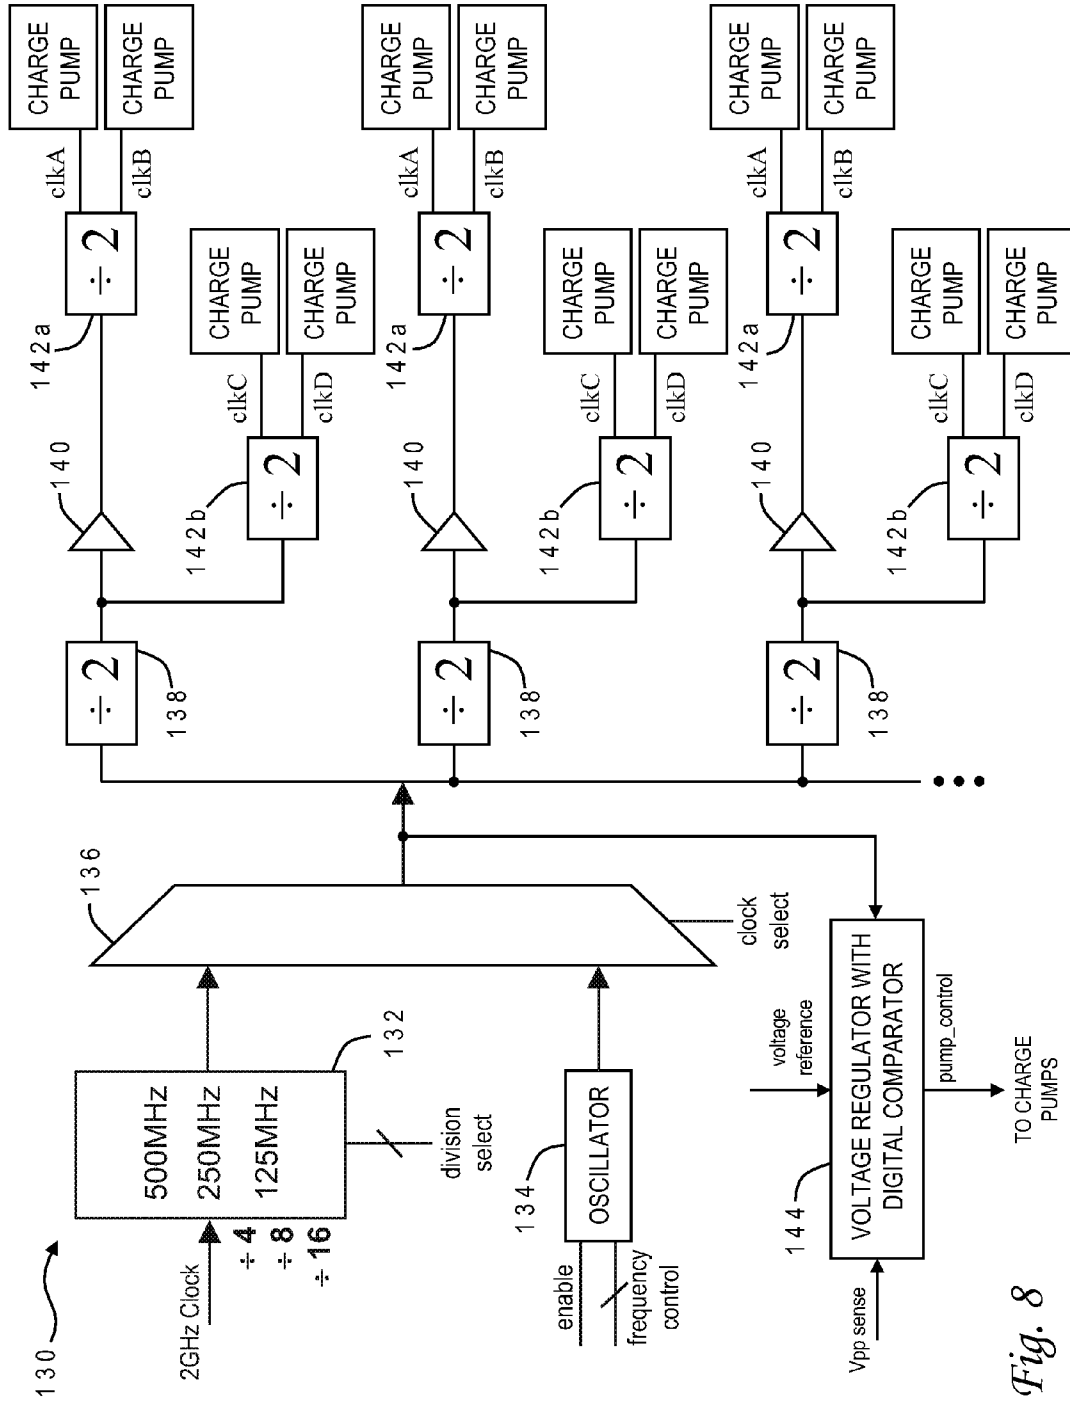 130
2GHz Clock
÷ 4
÷ 8
÷ 16
500MHz
250MHz
125MHz
132
division
select
enable
frequency
control
134
OSCILLATOR
136
clock
select
Vpp sense
144
voltage
reference
VOLTAGE REGULATOR WITH
DIGITAL COMPARATOR
pump_control
TO CHARGE
PUMPS
÷ 2
138
140
142a
÷ 2
clkA
clkB
CHARGE
PUMP
CHARGE
PUMP
142b
÷ 2
clkC
clkD
CHARGE
PUMP
CHARGE
PUMP
÷ 2
138
140
142a
÷ 2
clkA
clkB
CHARGE
PUMP
CHARGE
PUMP
142b
÷ 2
clkC
clkD
CHARGE
PUMP
CHARGE
PUMP
÷ 2
138
140
142a
÷ 2
clkA
clkB
CHARGE
PUMP
CHARGE
PUMP
142b
÷ 2
clkC
clkD
CHARGE
PUMP
CHARGE
PUMP
Fig. 8